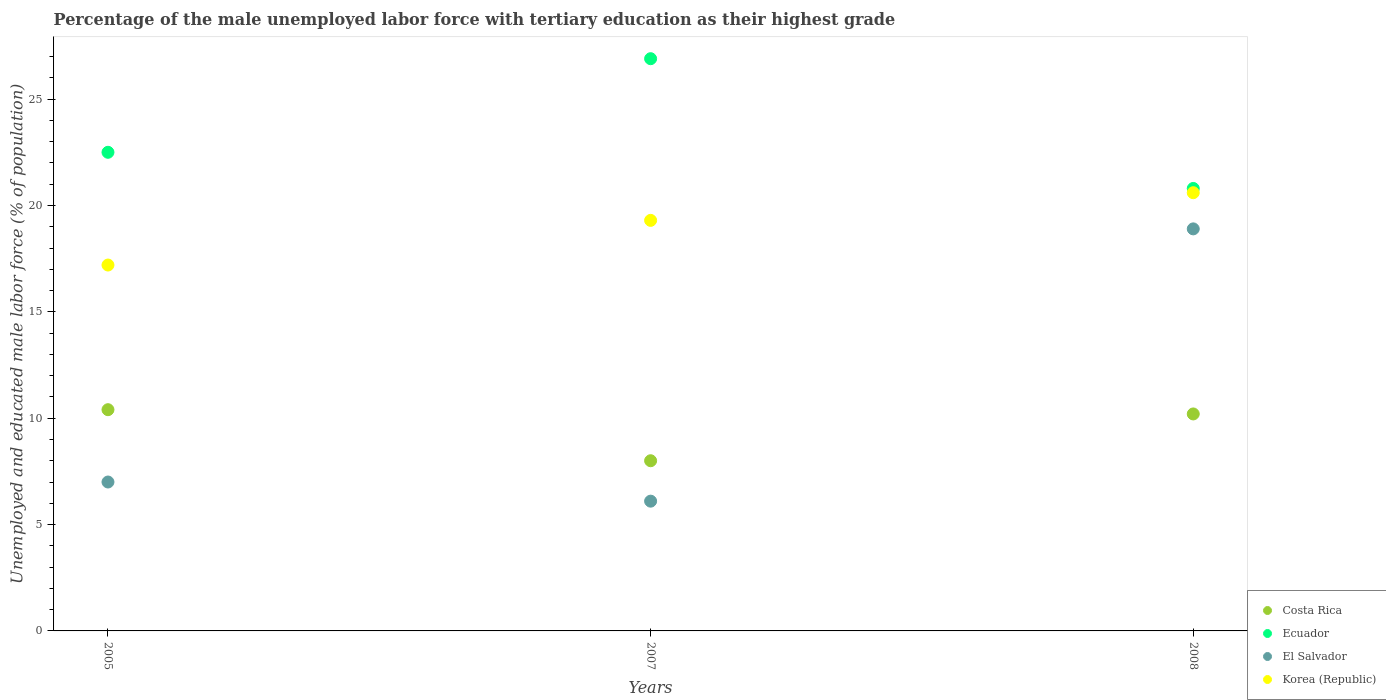 Percentage of the male unemployed labor force with tertiary education as their highest grade
Unemployed and educated male labor force (% of population)
25
20
15
10
5
0
2005
2007
2008
Years
Costa Rica
Ecuador
El Salvador
Korea (Republic)